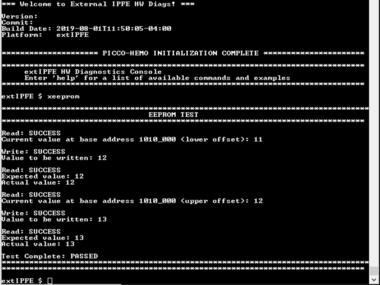 *** Welcome to External IPFE HW Diags! ***
Version:
Commit:
Build Date: 2019-08-01T11:50:05-04:00
Platform: extIPFE
******************** PICCO-HEMO INITIALIZATION COMPLETE ********************
extIPFE HW Diagnostics Console
Enter 'help' for a list of available commands and examples
extIPFE $ xeeprom
EEPROM TEST
Read: SUCCESS
Current value at base address 1010_000 (lower offset): 11
Write: SUCCESS
Value to be written: 12
Read: SUCCESS
Expected value: 12
Actual value: 12
Read: SUCCESS
Current value at base address 1010_000 (upper offset): 12
Write: SUCCESS
Value to be written: 13
Read: SUCCESS
Expected value: 13
Actual value: 13
Test Complete: PASSED
extIPFE $